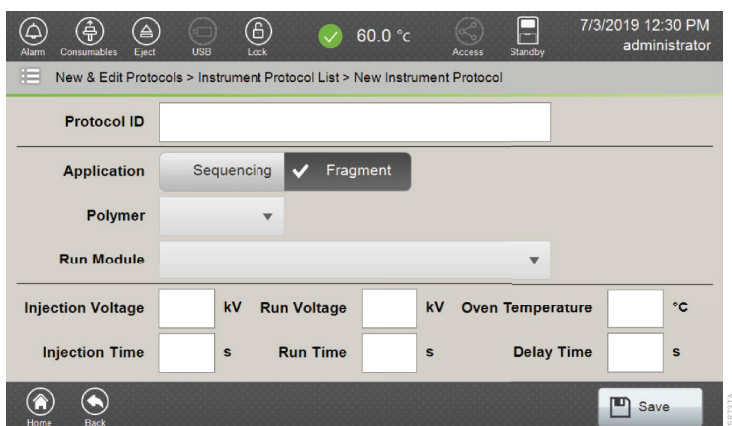 7/3/2019 12:30 PM
60.0 °c
administrator
Alarm Consumables Eject USB Lock Access Standby
New & Edit Protocols > Instrument Protocol List > New Instrument Protocol
Protocol ID
Application Sequencing Fragment
Polymer
Run Module
Injection Voltage kV Run Voltage kV Oven Temperature °C
Injection Time s Run Time s Delay Time s
Save
Home Back